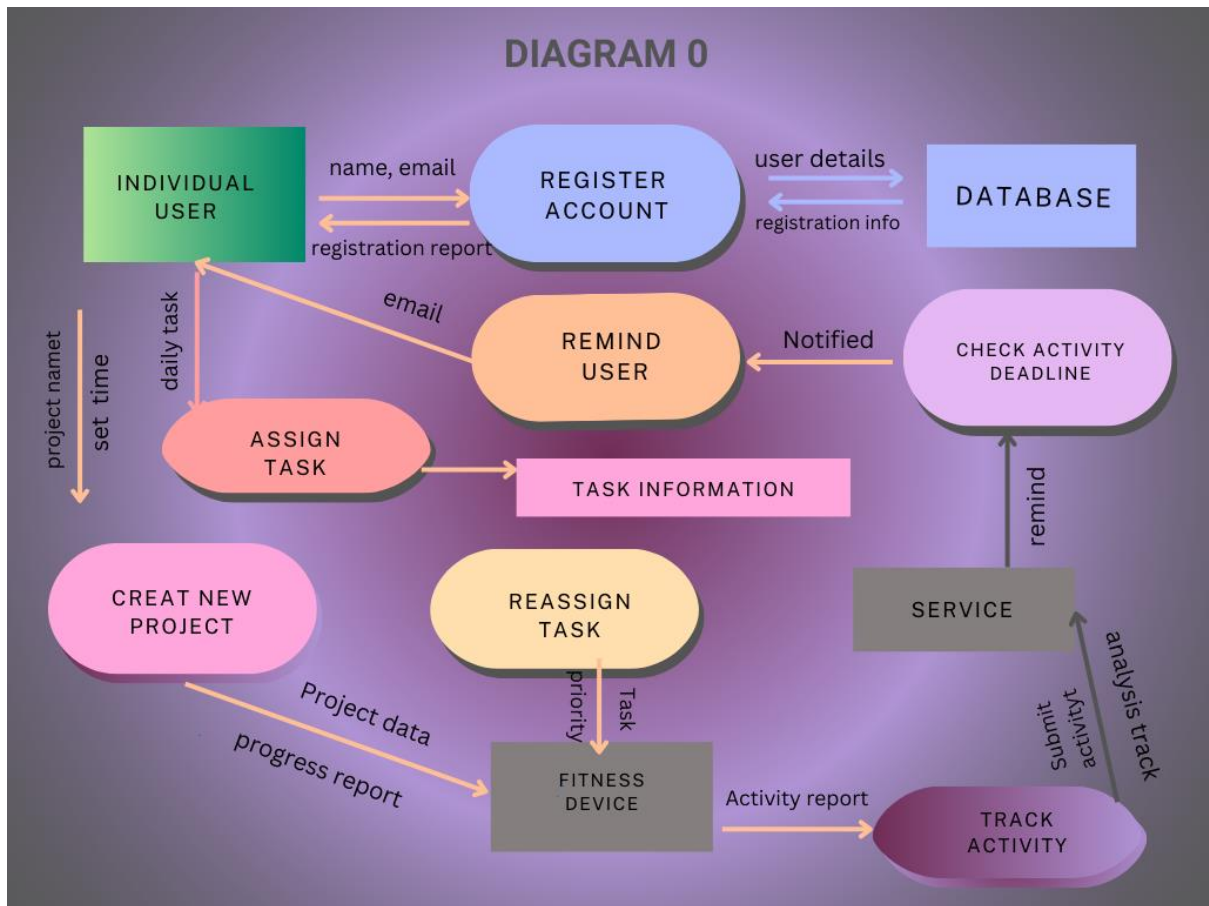 DIAGRAM 0
INDIVIDUAL
USER
name, email
registration report
REGISTER
ACCOUNT
user details
registration info
DATABASE
email
REMIND
USER
Notified
CHECK ACTIVITY
DEADLINE
project namet
set time
daily task
ASSIGN
TASK
TASK INFORMATION
remind
CREAT NEW
PROJECT
REASSIGN
TASK
SERVICE
Project data
progress report
Task
priority
FITNESS
DEVICE
Activity report
TRACK
ACTIVITY
Submit
activityt
analysis track